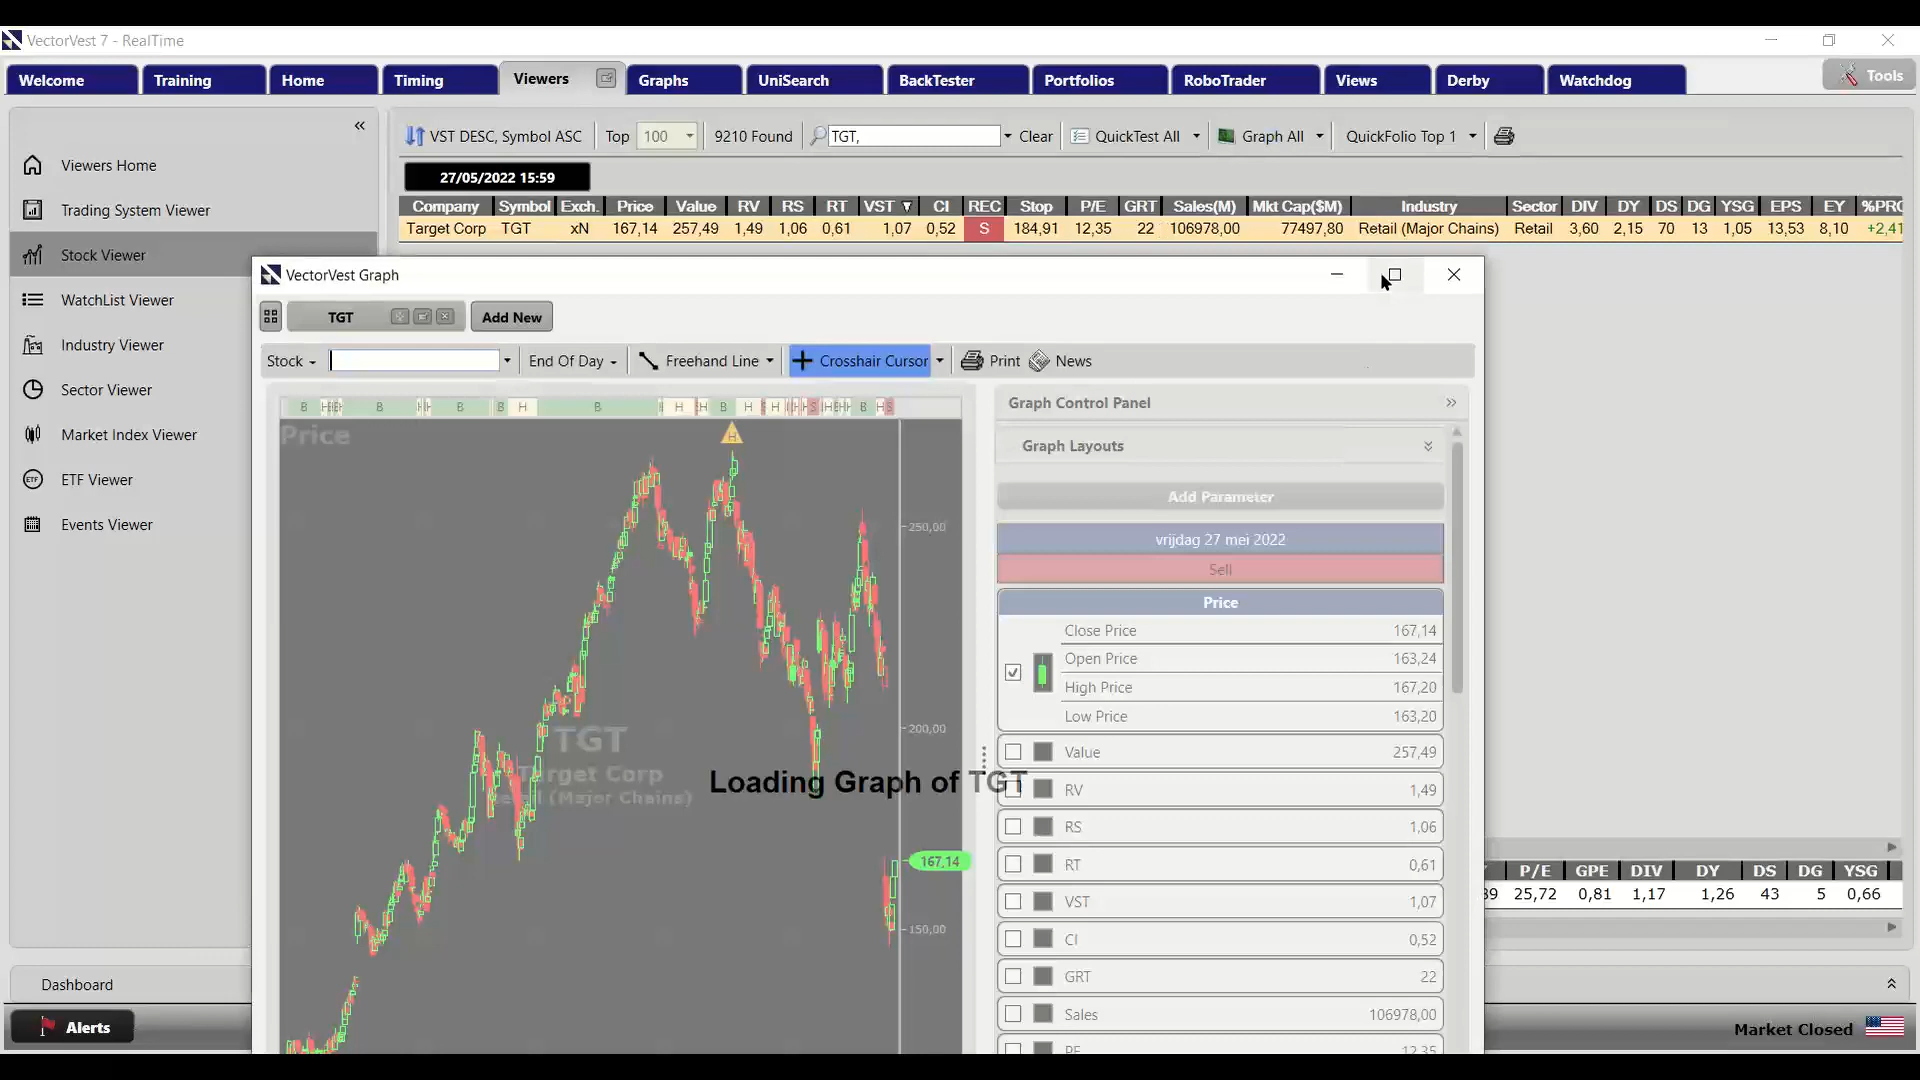 VectorVest 7 - RealTime
Welcome Training Home Timing Viewers Graphs UniSearch BackTester Portfolios RoboTrader Views Derby Watchdog Tools
VST DESC, Symbol ASC Top 100 9210 Found TGT, Clear QuickTest All Graph All QuickFolio Top 1
27/05/2022 15:59
Company Symbol Exch. Price Value RV RS RT VST CI REC Stop P/E GRT Sales(M) Mkt Cap($M) Industry Sector DIV DY DS DG YSG EPS EY %PRC
Target Corp TGT xN 167,14 257,49 1,49 1,06 0,61 1,07 0,52 S 184,91 12,35 22 106978,00 77497,80 Retail (Major Chains) Retail 3,60 2,15 70 13 1,05 13,53 8,10 +2,41
Viewers Home
Trading System Viewer
Stock Viewer
WatchList Viewer
Industry Viewer
Sector Viewer
Market Index Viewer
ETF ETF Viewer
Events Viewer
VectorVest Graph
TGT Add New
Stock End Of Day Freehand Line Crosshair Cursor Print News
B B B B H B H H B H H B H S
Price
H
250,00
200,00
167,14
150,00
TGT
Target Corp
(Major Chains)
Loading Graph of TGT
Graph Control Panel
Graph Layouts
Add Parameter
vrijdag 27 mei 2022
Sell
Price
Close Price 167,14
Open Price 163,24
High Price 167,20
Low Price 163,20
Value 257,49
RV 1,49
RS 1,06
RT 0,61
VST 1,07
CI 0,52
GRT 22
Sales 106978,00
PE 12,35
P/E GPE DIV DY DS DG YSG
39 25,72 0,81 1,17 1,26 43 5 0,66
Dashboard
Alerts
Market Closed